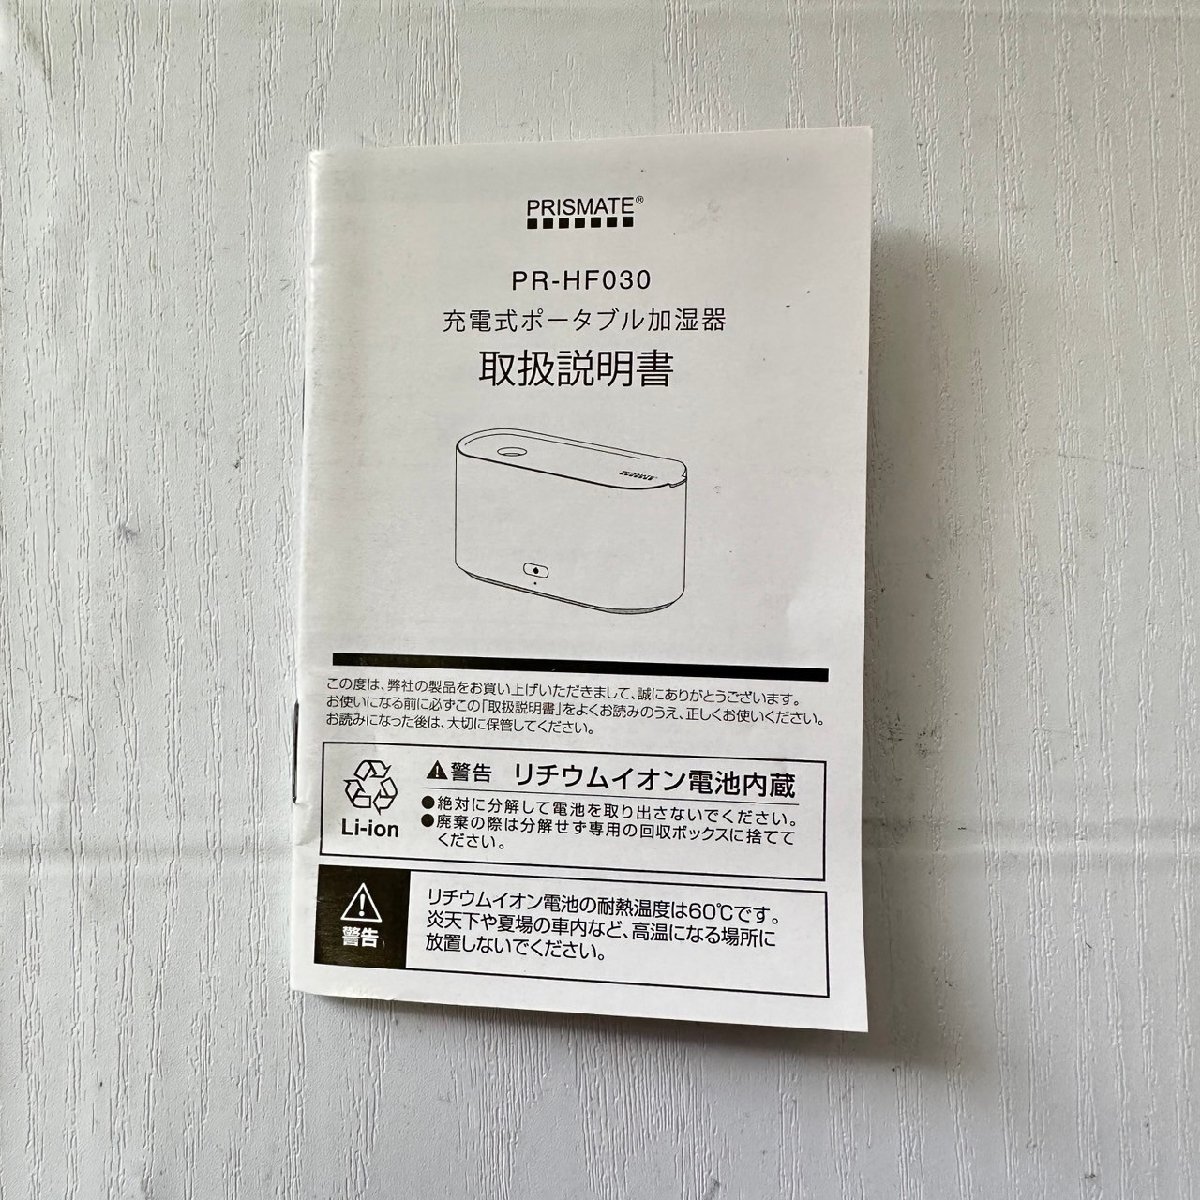 PRISMATE®
PR-HF030
充電式ポータブル加湿器
取扱説明書
この度は、弊社の製品をお買い上げいただきまして、誠にありがとうございます。
お使いになる前に必ずこの「取扱説明書」をよくお読みのうえ、正しくお使いください。
お読みになった後は、大切に保管してください。
警告 リチウムイオン電池内蔵
●絶対に分解して電池を取り出さないでください。
●廃棄の際は分解せず専用の回収ボックスに捨てて
ください。
Li-ion
警告
リチウムイオン電池の耐熱温度は60℃です。
炎天下や夏場の車内など、高温になる場所に
放置しないでください。